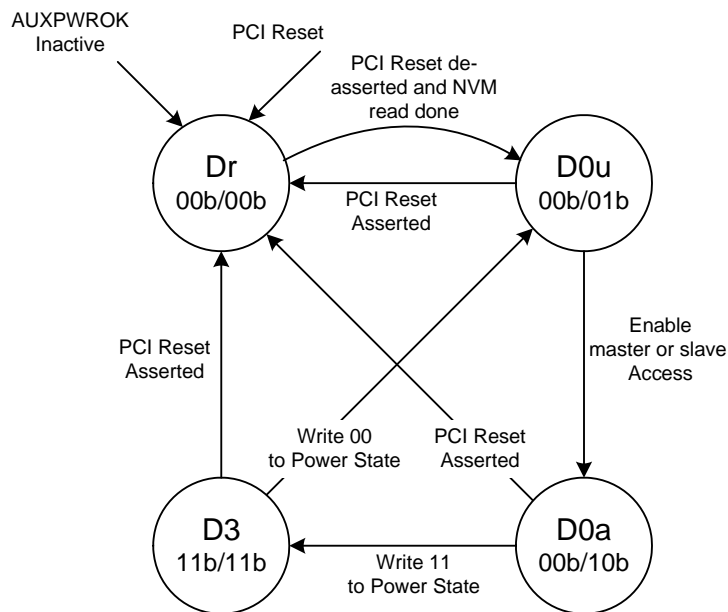 AUXPWROK
Inactive
PCI Reset
PCI Reset de-
asserted and NVM
read done
Dr
00b/00b
D0u
00b/01b
PCI Reset
Asserted
PCI Reset
Asserted
Enable
master or slave
Access
Write 00
to Power State
PCI Reset
Asserted
D3
11b/11b
D0a
00b/10b
Write 11
to Power State